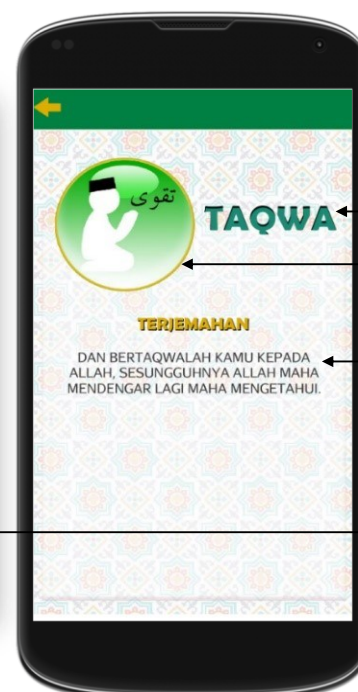 تقوى
TAQWA
TERJEMAHAN
DAN BERTAQWALAH KAMU KEPADA
ALLAH, SESUNGGUHNYA ALLAH MAHA
MENDENGAR LAGI MAHA MENGETAHUI.